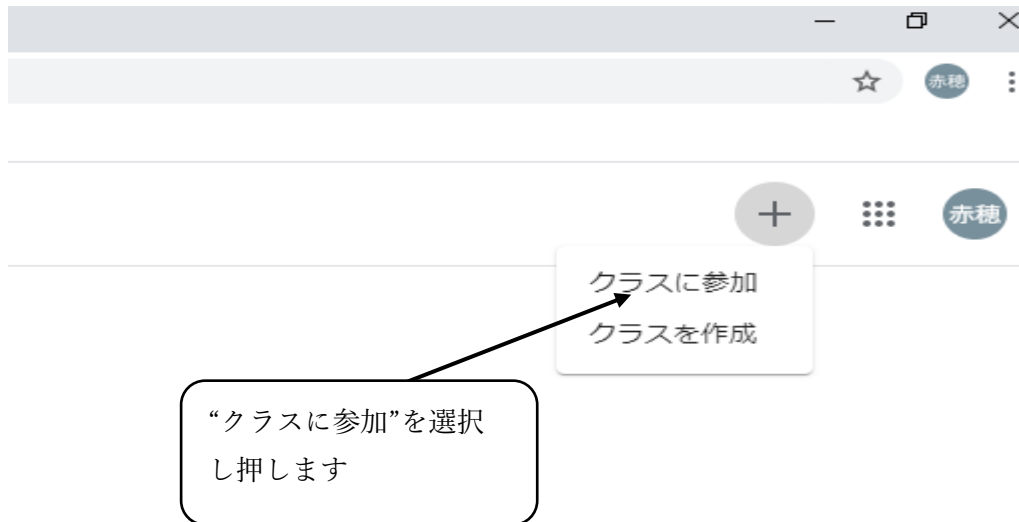 赤穂
赤穂
クラスに参加
クラスを作成
“クラスに参加”を選択
し押します